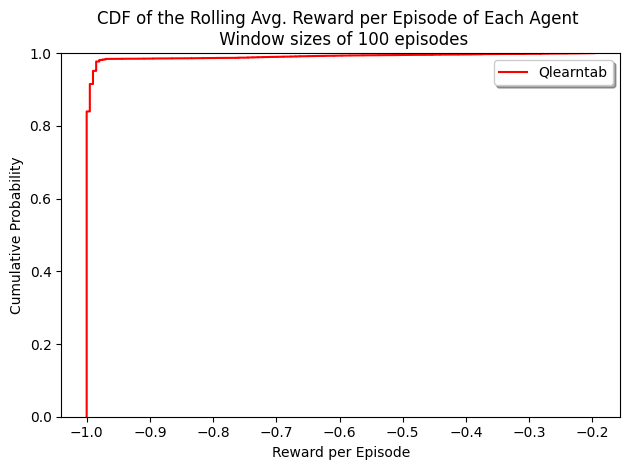 CDF of the Rolling Avg. Reward per Episode of Each Agent
Window sizes of 100 episodes
Qlearntab
Cumulative Probability
1.0
0.8
0.6
0.4
0.2
0.0
−1.0 −0.9 −0.8 −0.7 −0.6 −0.5 −0.4 −0.3 −0.2
Reward per Episode